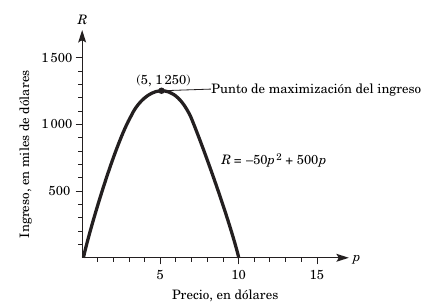 R
1 500
(5, 1 250)
Punto de maximización del ingreso
1 000
R = –50p² + 500p
500
Ingreso, en miles de dólares
p
5
10
15
Precio, en dólares